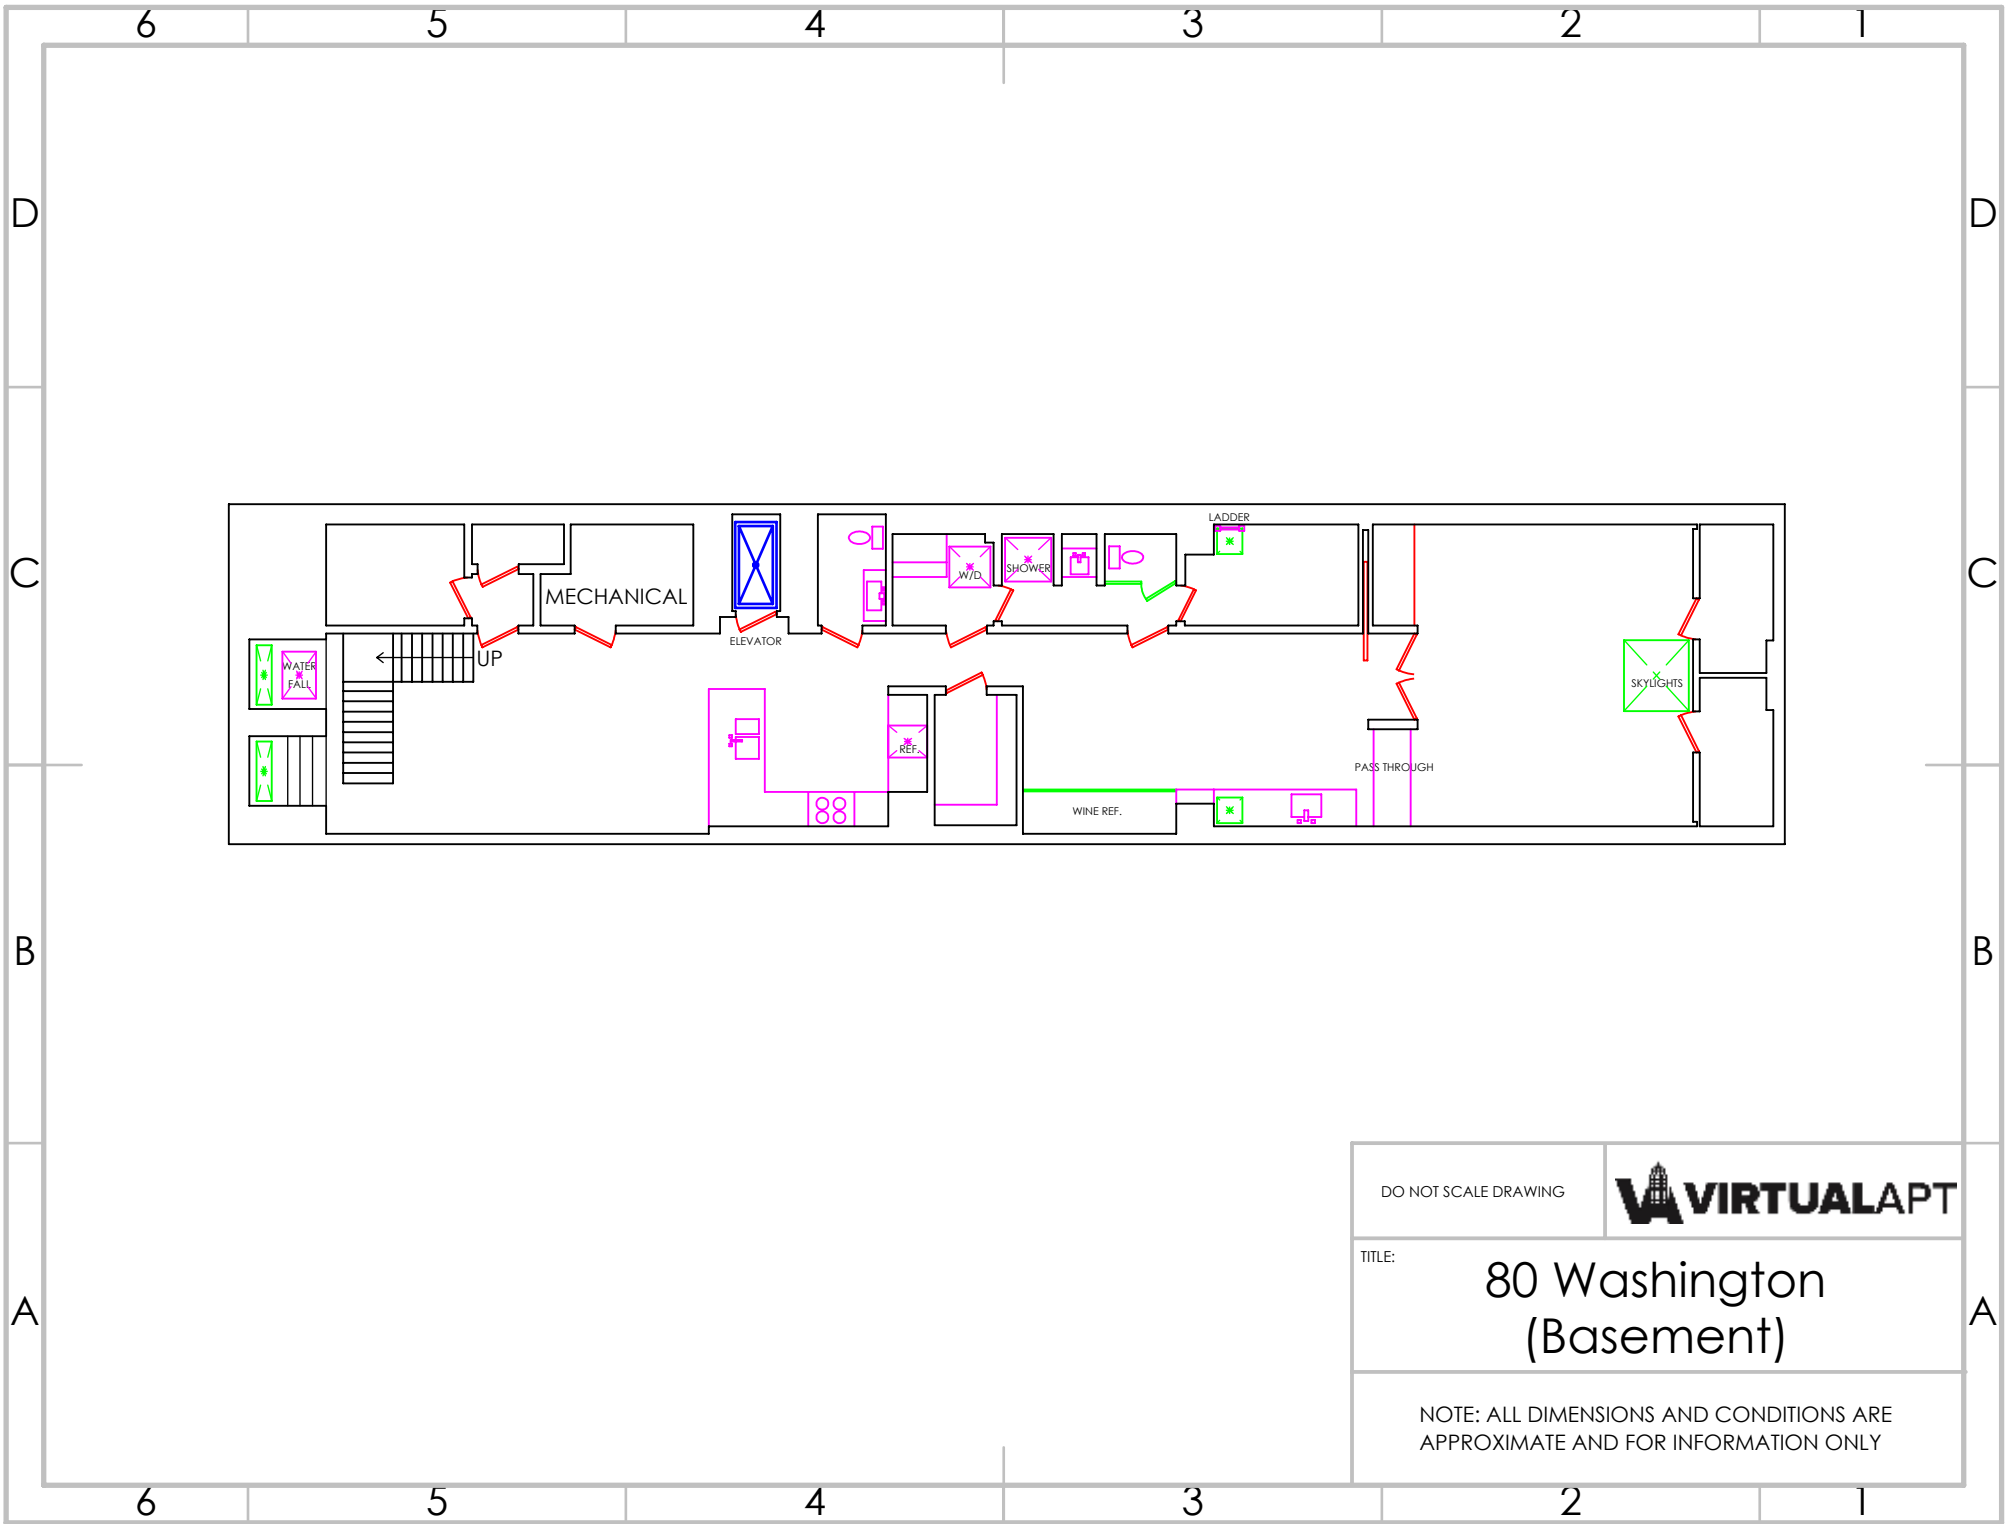 6 5 4 3 2 1
D D
LADDER
C C
W/D
SHOWER
MECHANICAL
ELEVATOR
UP
WATER
FALL
SKYLIGHTS
REF.
PASS THROUGH
WINE REF.
B B
DO NOT SCALE DRAWING
VIRTUALAPT
TITLE:
80 Washington
(Basement)
A A
NOTE: ALL DIMENSIONS AND CONDITIONS ARE
APPROXIMATE AND FOR INFORMATION ONLY
6 5 4 3 2 1